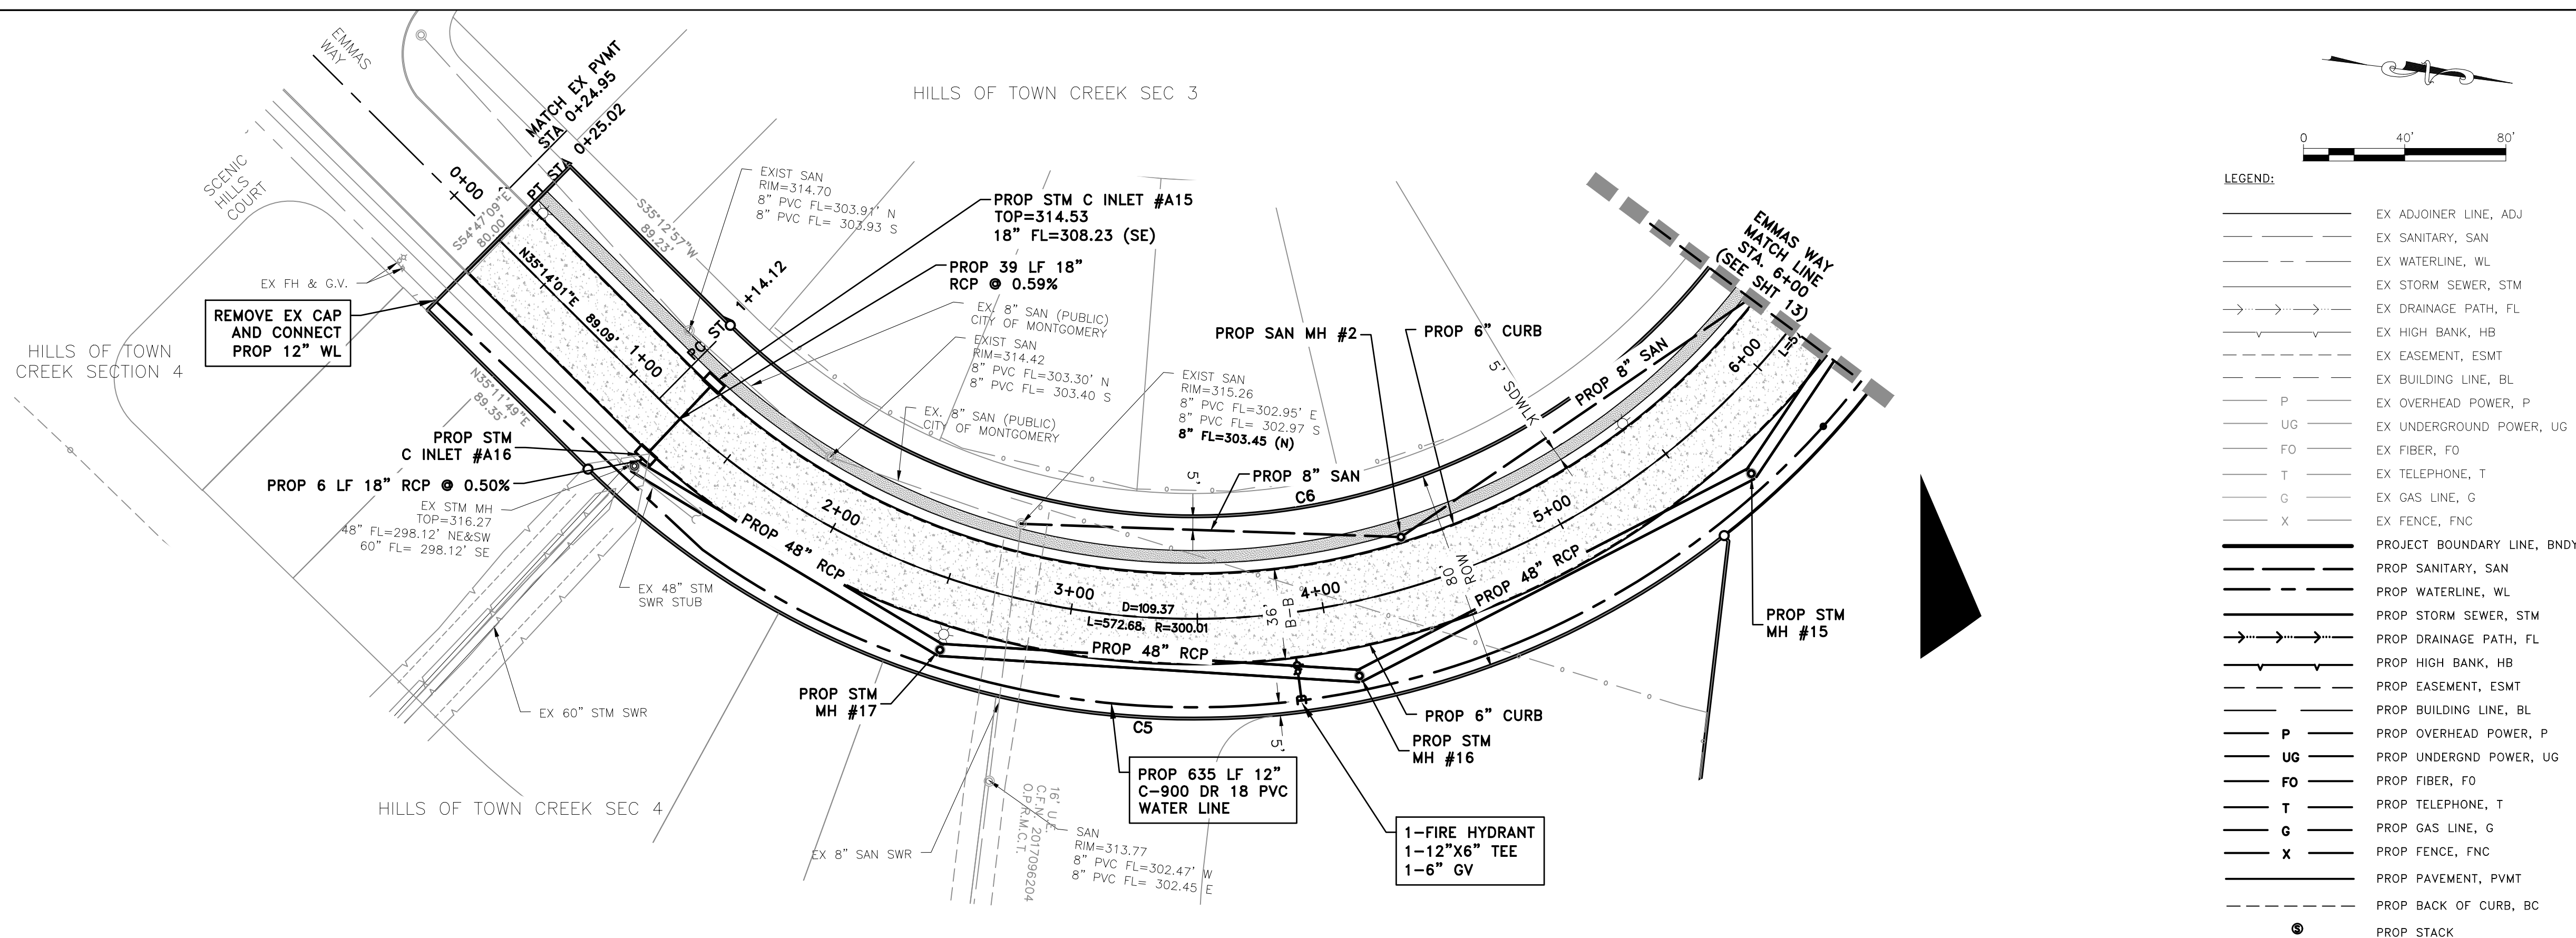 EMMAS
WAY
MATCH EX PVMT
STA 0+24.95
PT STA 0+25.02
0+00
SCENIC
HILLS
COURT
S54°47'09"E
80.00'
HILLS OF TOWN CREEK SEC 3
EXIST SAN
RIM=314.70
8" PVC FL=303.91' N
8" PVC FL= 303.93 S
S35°12'57"W
89.23'
PROP STM C INLET #A15
TOP=314.53
18" FL=308.23 (SE)
PROP 39 LF 18"
RCP @ 0.59%
EX. 8" SAN (PUBLIC)
CITY OF MONTGOMERY
EXIST SAN
RIM=314.42
8" PVC FL=303.30' N
8" PVC FL= 303.40 S
EX. 8" SAN (PUBLIC)
CITY OF MONTGOMERY
EXIST SAN
RIM=315.26
8" PVC FL=302.95' E
8" PVC FL= 302.97 S
8" FL=303.45 (N)
PROP SAN MH #2
PROP 6" CURB
PROP 8" SAN
5' SDWLK
PROP 8" SAN
EMMAS WAY
MATCH LINE
STA. 6+00
(SEE SHT 13)
L=5
6+00
EX FH & G.V.
REMOVE EX CAP
AND CONNECT
PROP 12" WL
HILLS OF TOWN
CREEK SECTION 4
N35°14'01"E
89.09'
1+00
PC STA 1+14.12
N35°11'49"E
89.35'
PROP STM
C INLET #A16
PROP 6 LF 18" RCP @ 0.50%
EX STM MH
TOP=316.27
48" FL=298.12' NE&SW
60" FL= 298.12' SE
EX 48" STM
SWR STUB
EX 60" STM SWR
HILLS OF TOWN CREEK SEC 4
PROP 48" RCP
2+00
3+00
D=109.37
L=572.68, R=300.01
4+00
5+00
5'
C6
36'
B-B
80'
ROW
PROP 48" RCP
PROP 48" RCP
PROP STM
MH #15
PROP STM
MH #17
C5
5'
PROP 6" CURB
PROP STM
MH #16
PROP 635 LF 12"
C-900 DR 18 PVC
WATER LINE
1-FIRE HYDRANT
1-12"X6" TEE
1-6" GV
EX 8" SAN SWR
16' U.E.
C.F.N. 2017096204
O.P.R.M.C.T.
SAN
RIM=313.77
8" PVC FL=302.47' W
8" PVC FL= 302.45 E
0 40' 80'
LEGEND:
EX ADJOINER LINE, ADJ
EX SANITARY, SAN
EX WATERLINE, WL
EX STORM SEWER, STM
EX DRAINAGE PATH, FL
EX HIGH BANK, HB
EX EASEMENT, ESMT
EX BUILDING LINE, BL
P EX OVERHEAD POWER, P
UG EX UNDERGROUND POWER, UG
FO EX FIBER, FO
T EX TELEPHONE, T
G EX GAS LINE, G
X EX FENCE, FNC
PROJECT BOUNDARY LINE, BNDY
PROP SANITARY, SAN
PROP WATERLINE, WL
PROP STORM SEWER, STM
PROP DRAINAGE PATH, FL
PROP HIGH BANK, HB
PROP EASEMENT, ESMT
PROP BUILDING LINE, BL
P PROP OVERHEAD POWER, P
UG PROP UNDERGND POWER, UG
FO PROP FIBER, FO
T PROP TELEPHONE, T
G PROP GAS LINE, G
X PROP FENCE, FNC
PROP PAVEMENT, PVMT
PROP BACK OF CURB, BC
S PROP STACK